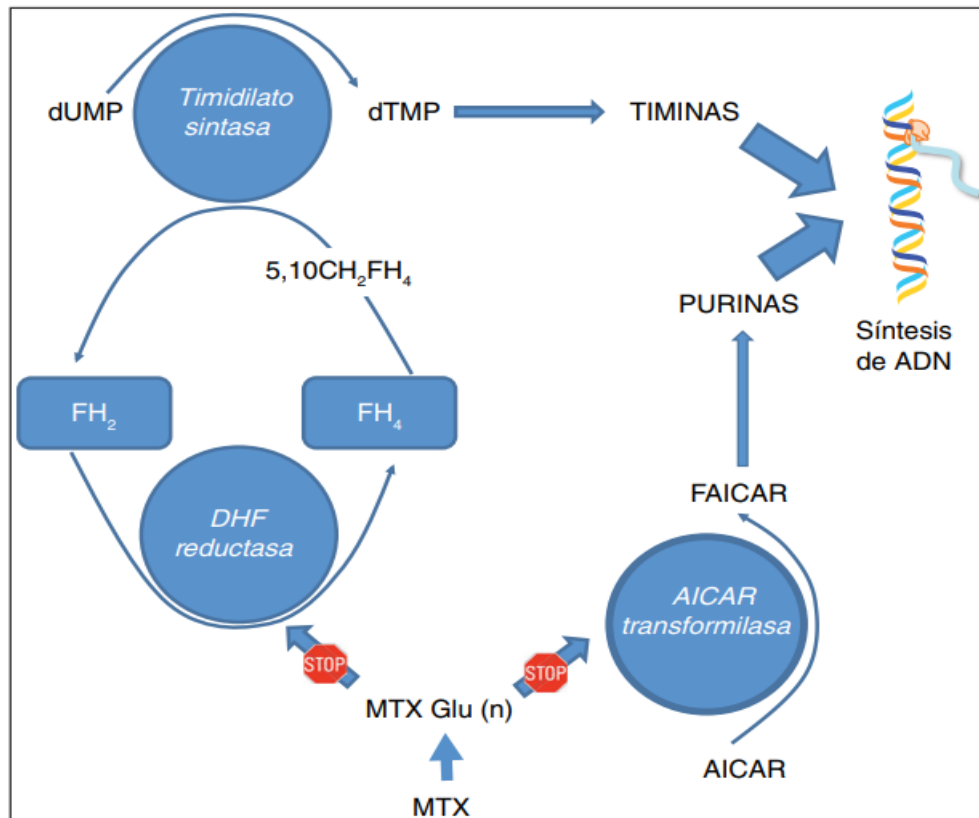 dUMP
Timidilato
sintasa
dTMP
TIMINAS
5,10CH₂FH₄
PURINAS
Síntesis
de ADN
FH₂
FH₄
DHF
reductasa
FAICAR
AICAR
transformilasa
STOP
STOP
MTX Glu (n)
AICAR
MTX